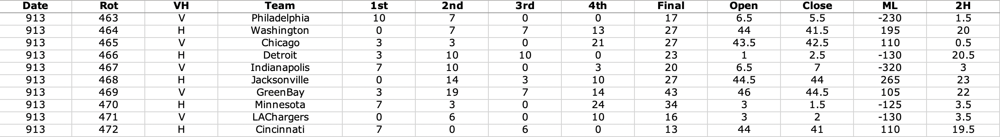 Date Rot VH Team 1st 2nd 3rd 4th Final Open Close ML 2H
913 463 V Philadelphia 10 7 0 0 17 6.5 5.5 -230 1.5
913 464 H Washington 0 7 7 13 27 44 41.5 195 20
913 465 V Chicago 3 3 0 21 27 43.5 42.5 110 0.5
913 466 H Detroit 3 10 10 0 23 1 2.5 -130 20.5
913 467 V Indianapolis 7 10 0 3 20 6.5 7 -320 3
913 468 H Jacksonville 0 14 3 10 27 44.5 44 265 23
913 469 V GreenBay 3 19 7 14 43 46 44.5 105 22
913 470 H Minnesota 7 3 0 24 34 3 1.5 -125 3.5
913 471 V LAChargers 0 6 0 10 16 3 2 -130 3.5
913 472 H Cincinnati 7 0 6 0 13 44 41 110 19.5